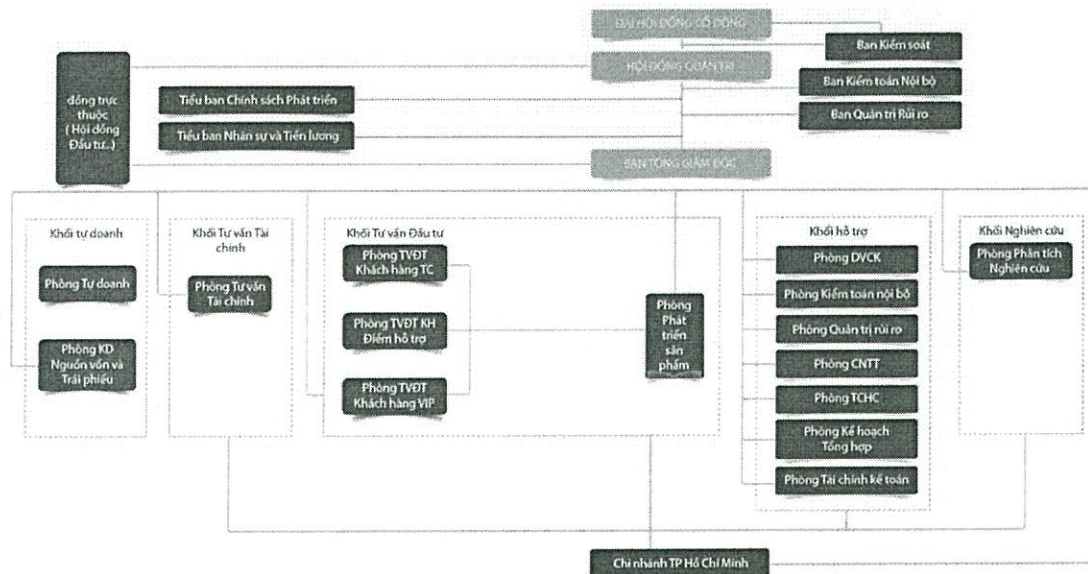 ĐẠI HỘI ĐỒNG CỔ ĐÔNG
Ban Kiểm soát
HỘI ĐỒNG QUẢN TRỊ
Ban Kiểm toán Nội bộ
Ban Quản trị Rủi ro
đồng trực
thuộc
( Hội đồng
Đầu tư...)
Tiểu ban Chính sách Phát triển
Tiểu ban Nhân sự và Tiền lương
BAN TỔNG GIÁM ĐỐC
Khối tự doanh
Phòng Tự doanh
Phòng KD
Nguồn vốn và
Trái phiếu
Khối Tư vấn Tài
chính
Phòng Tư vấn
Tài chính
Khối Tư vấn Đầu tư
Phòng TVĐT
Khách hàng TC
Phòng TVĐT KH
Điểm hỗ trợ
Phòng TVĐT
Khách hàng VIP
Phòng
Phát
triển
sản
phẩm
Khối hỗ trợ
Phòng DVCK
Phòng Kiểm toán nội bộ
Phòng Quản trị rủi ro
Phòng CNTT
Phòng TCHC
Phòng Kế hoạch
Tổng hợp
Phòng Tài chính kế toán
Khối Nghiên cứu
Phòng Phân tích
Nghiên cứu
Chi nhánh TP Hồ Chí Minh